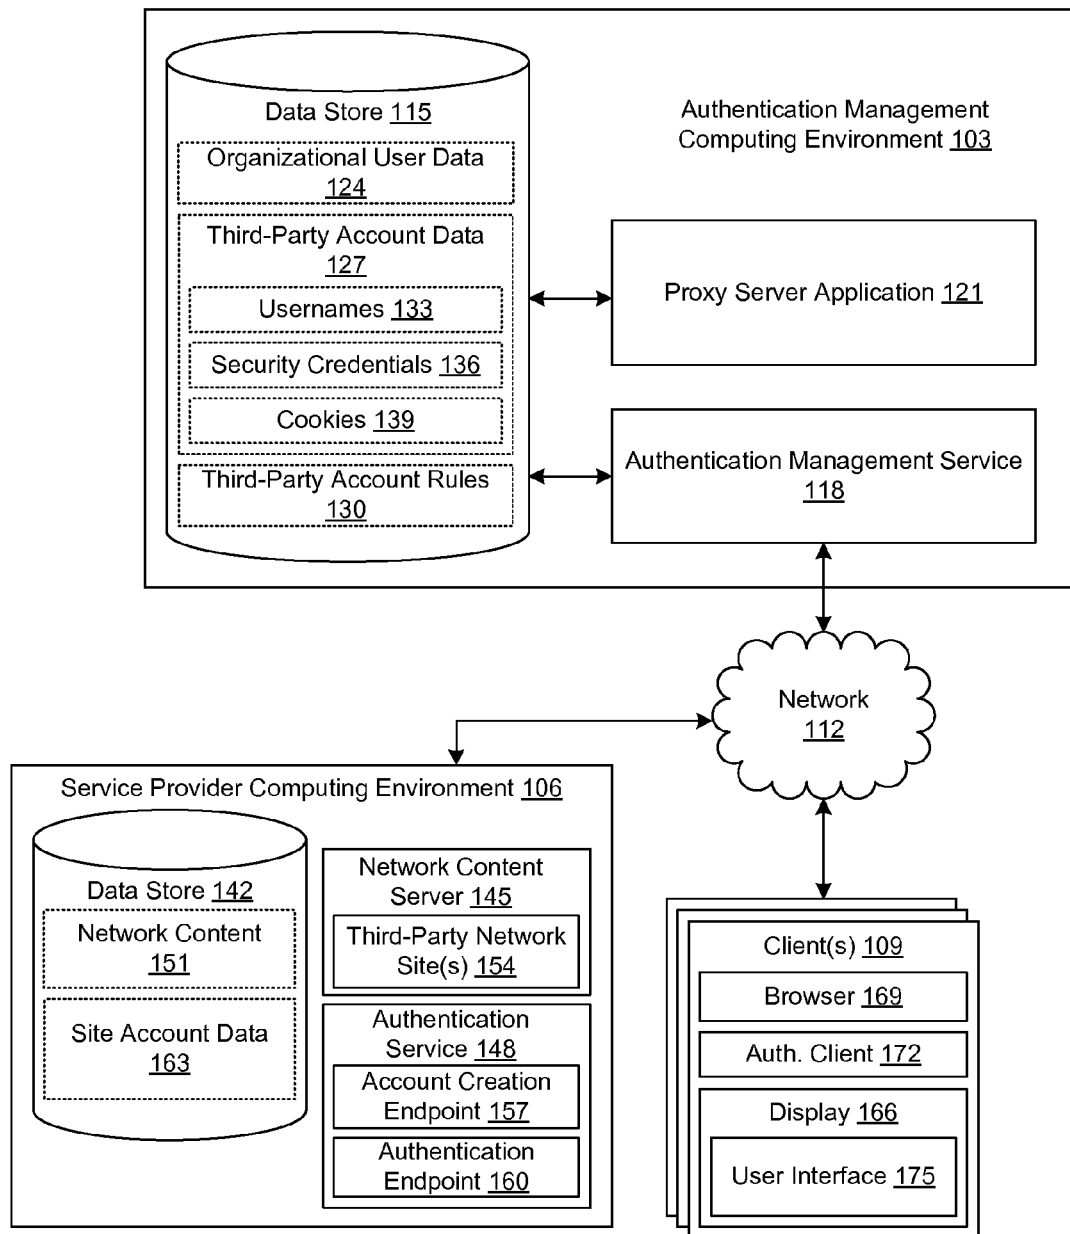 Data Store 115
Authentication Management
Computing Environment 103
Organizational User Data
124
Third-Party Account Data
127
Usernames 133
Security Credentials 136
Cookies 139
Third-Party Account Rules
130
Proxy Server Application 121
Authentication Management Service
118
Network
112
Service Provider Computing Environment 106
Data Store 142
Network Content
151
Site Account Data
163
Network Content
Server 145
Third-Party Network
Site(s) 154
Authentication
Service 148
Account Creation
Endpoint 157
Authentication
Endpoint 160
Client(s) 109
Browser 169
Auth. Client 172
Display 166
User Interface 175